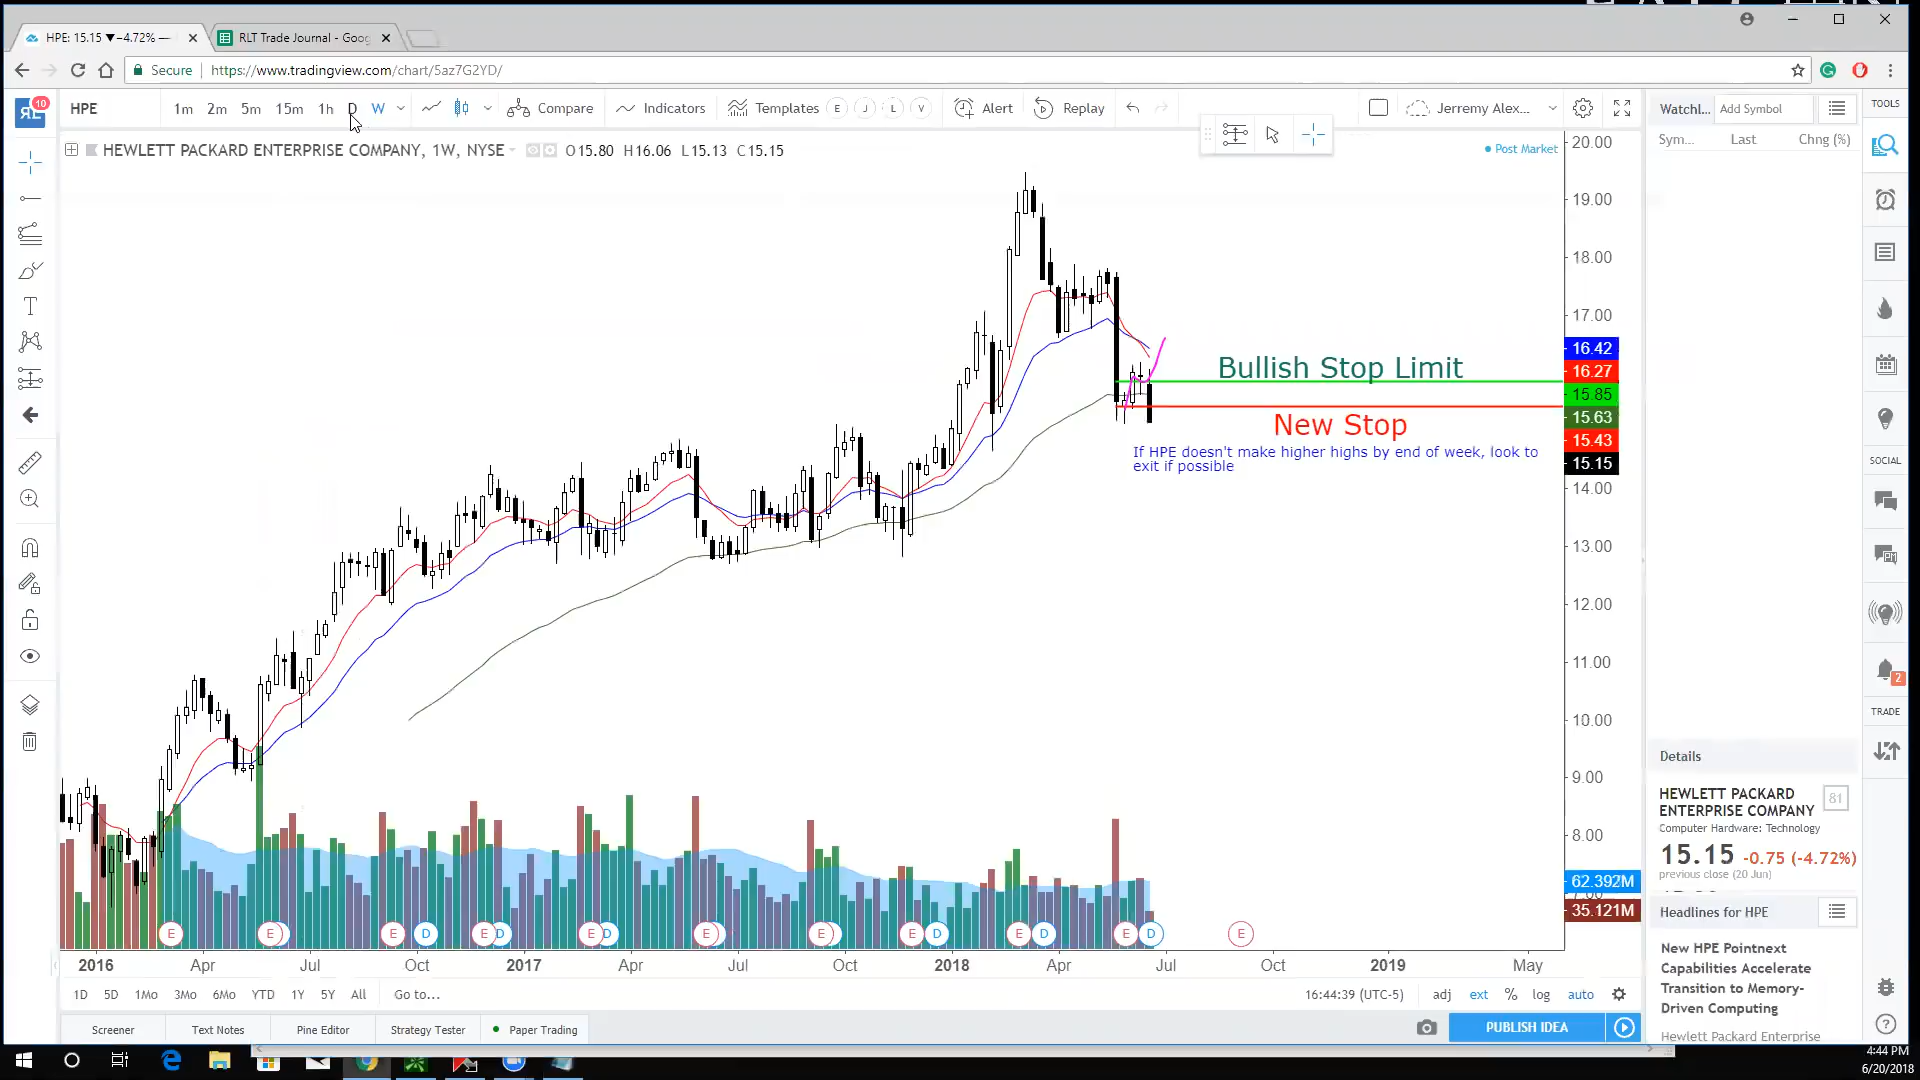 HPE: 15.15 ▼−4.72% —
RLT Trade Journal - Goog
Secure
https://www.tradingview.com/chart/5az7G2YD/
10
HPE
1m 2m 5m 15m 1h D W
Compare
Indicators
Templates E J L V
Alert
Replay
Jerremy Alex...
Watchl...
Add Symbol
TOOLS
Sym... Last Chng (%)
HEWLETT PACKARD ENTERPRISE COMPANY, 1W, NYSE
O15.80 H16.06 L15.13 C15.15
Post Market
20.00
19.00
18.00
17.00
16.42
16.27
15.85
15.63
15.43
15.15
14.00
13.00
12.00
11.00
10.00
9.00
8.00
62.392M
35.121M
Bullish Stop Limit
New Stop
If HPE doesn't make higher highs by end of week, look to
exit if possible
SOCIAL
2
TRADE
Details
HEWLETT PACKARD
ENTERPRISE COMPANY
81
Computer Hardware: Technology
15.15 -0.75 (-4.72%)
previous close (20 Jun)
Headlines for HPE
New HPE Pointnext
Capabilities Accelerate
Transition to Memory-
Driven Computing
Hewlett Packard Enterprise
E E E D E D E D E E E D E D E D E
2016 Apr Jul Oct 2017 Apr Jul Oct 2018 Apr Jul Oct 2019 May
1D 5D 1Mo 3Mo 6Mo YTD 1Y 5Y All Go to...
16:44:39 (UTC-5) adj ext % log auto
Screener Text Notes Pine Editor Strategy Tester Paper Trading
PUBLISH IDEA
4:44 PM
6/20/2018